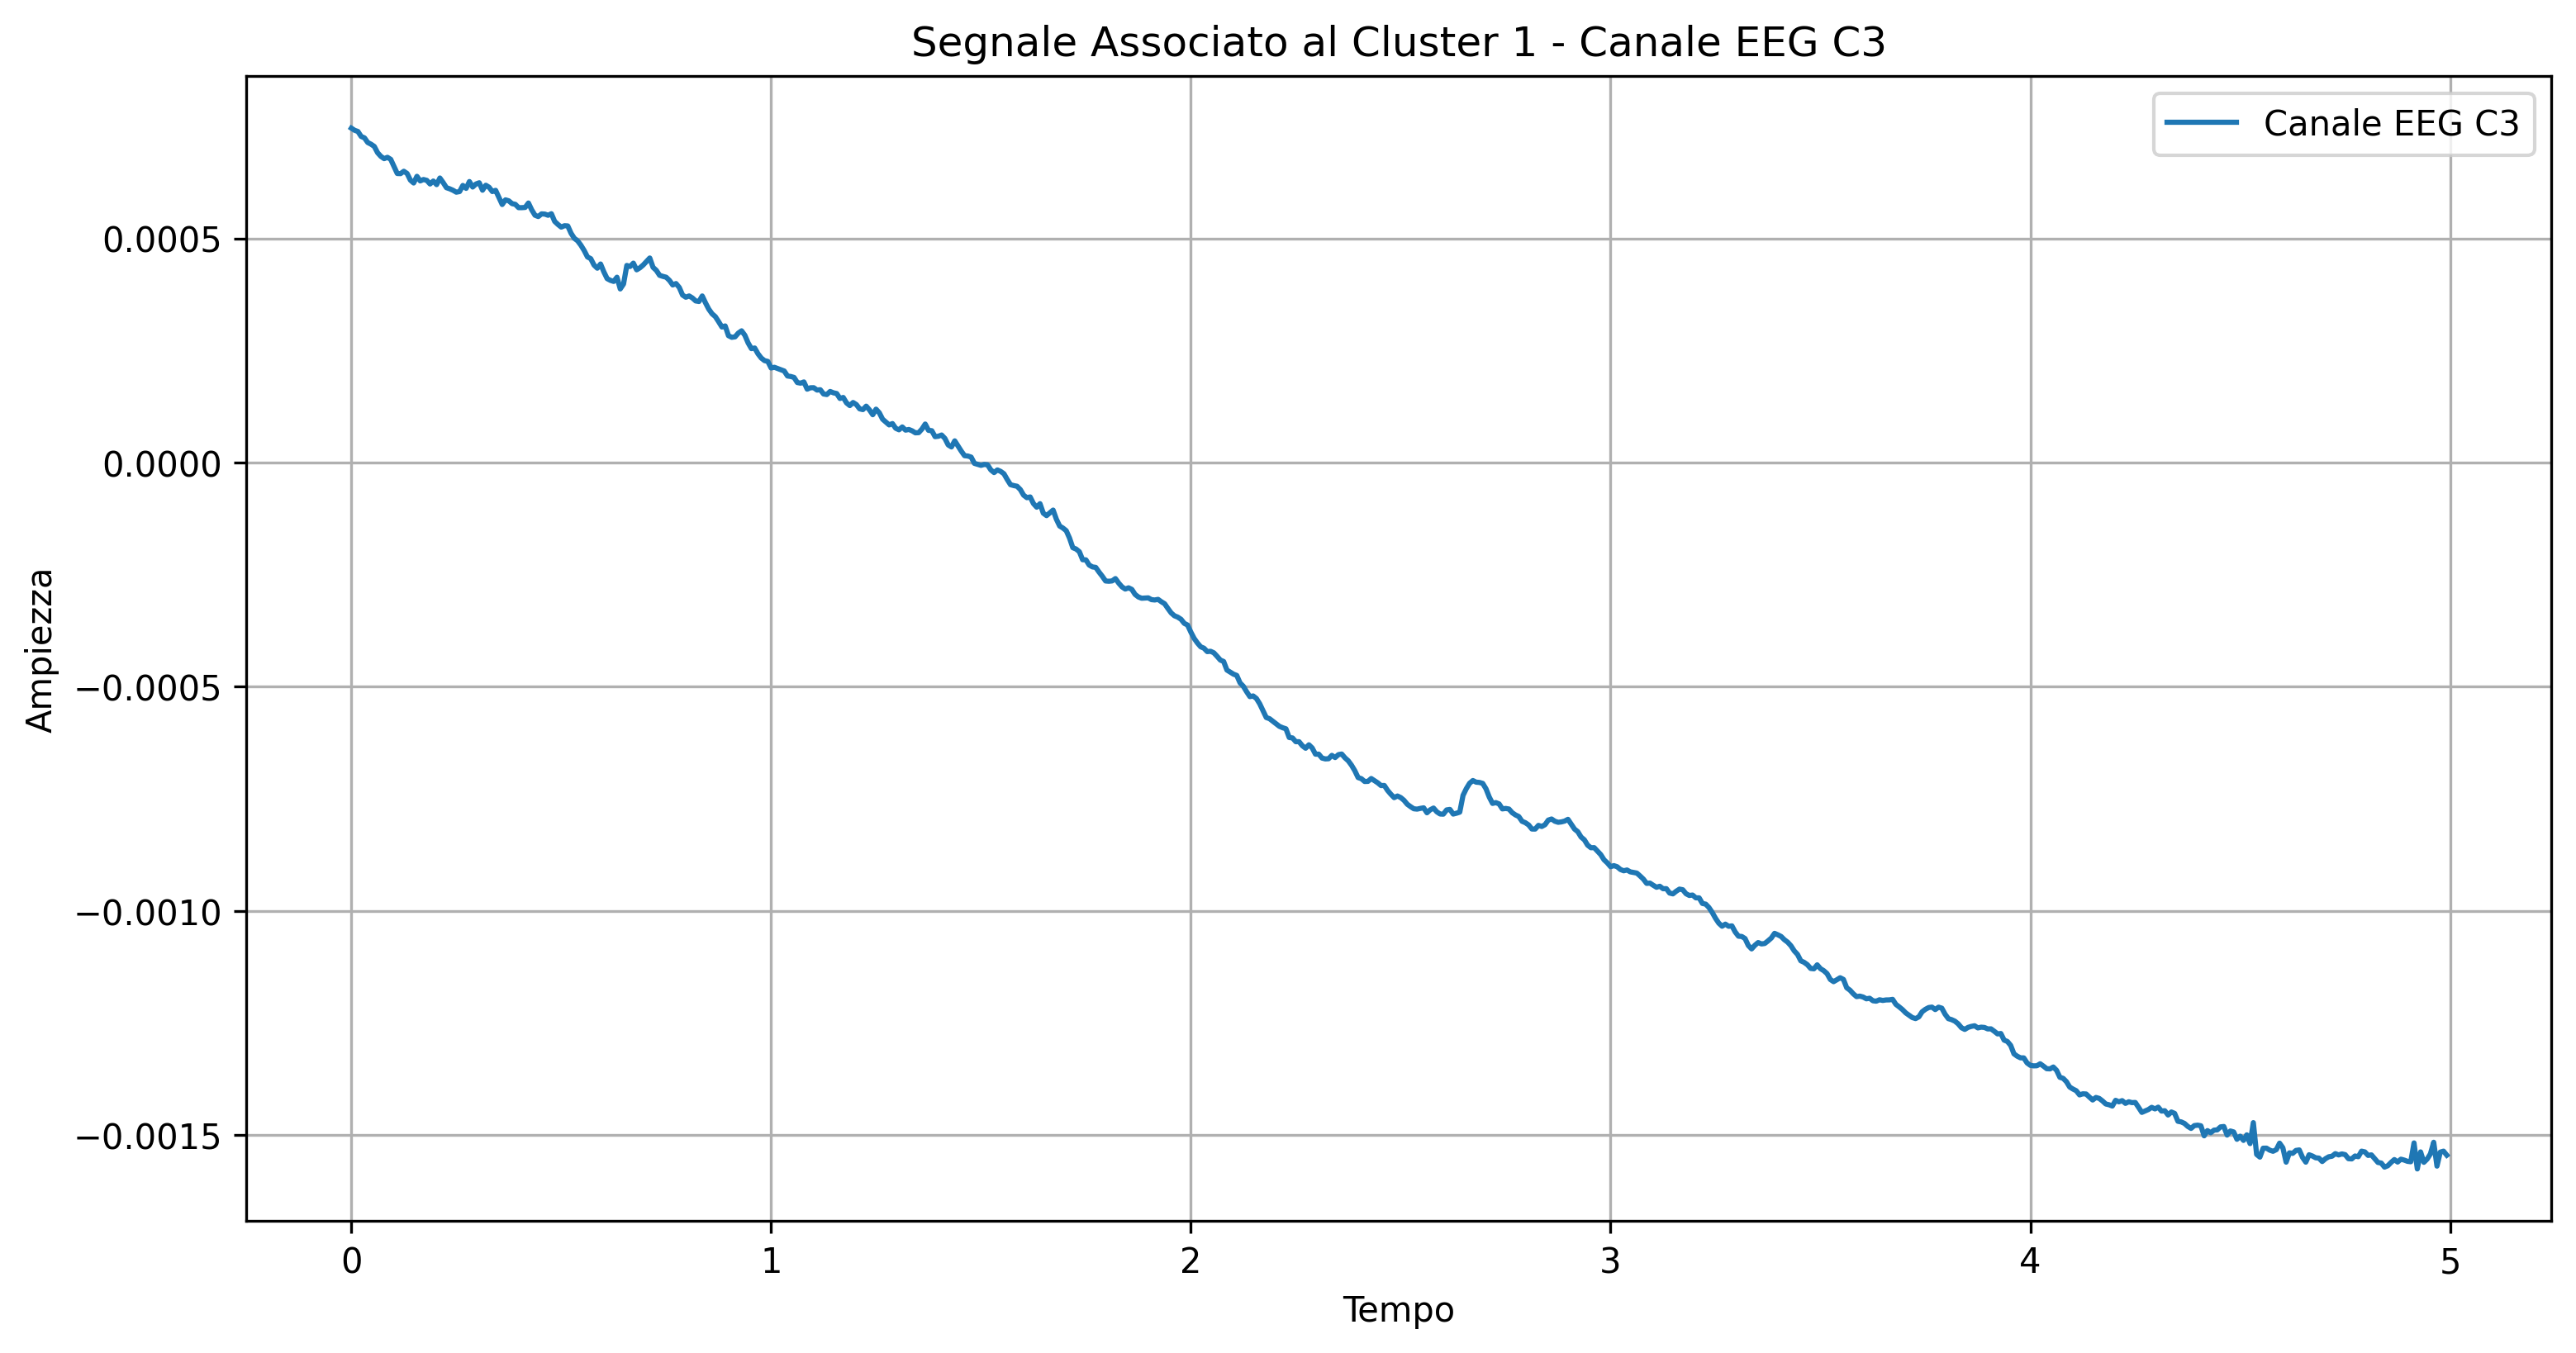 Segnale Associato al Cluster 1 - Canale EEG C3
Canale EEG C3
0.0005
0.0000
−0.0005
−0.0010
−0.0015
Ampiezza
0 1 2 3 4 5
Tempo